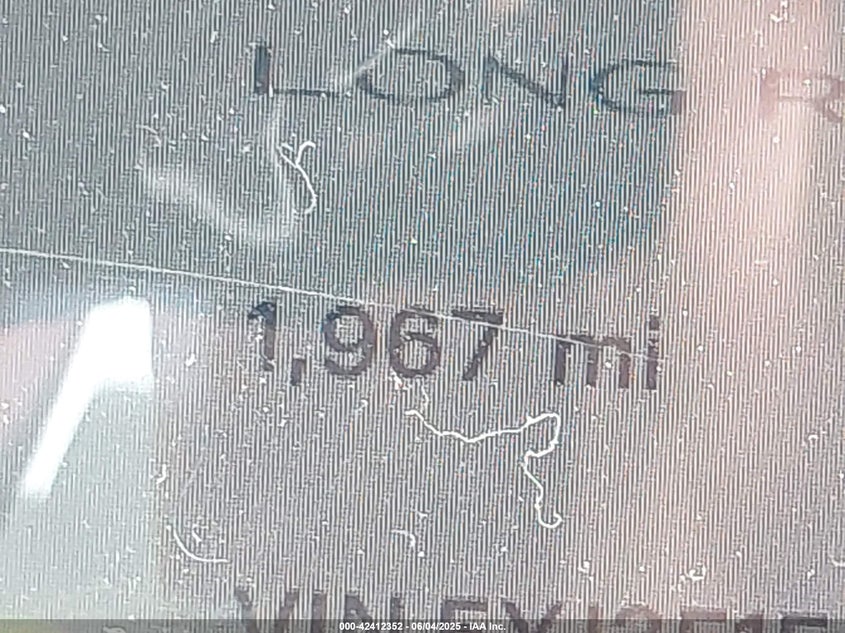 LONG R
1,967 mi
000-42412352 - 06/04/2025 - IAA Inc.